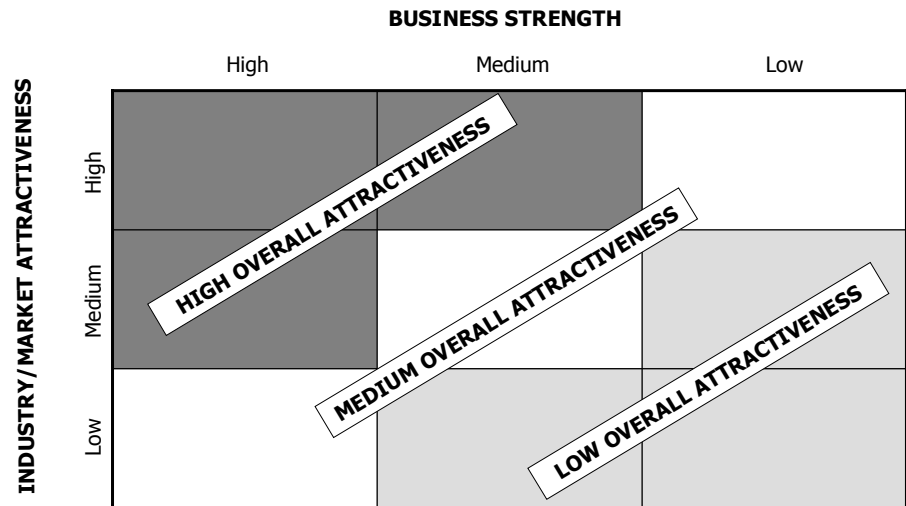 BUSINESS STRENGTH
High Medium Low
INDUSTRY/MARKET ATTRACTIVENESS
High
Medium
Low
HIGH OVERALL ATTRACTIVENESS
MEDIUM OVERALL ATTRACTIVENESS
LOW OVERALL ATTRACTIVENESS